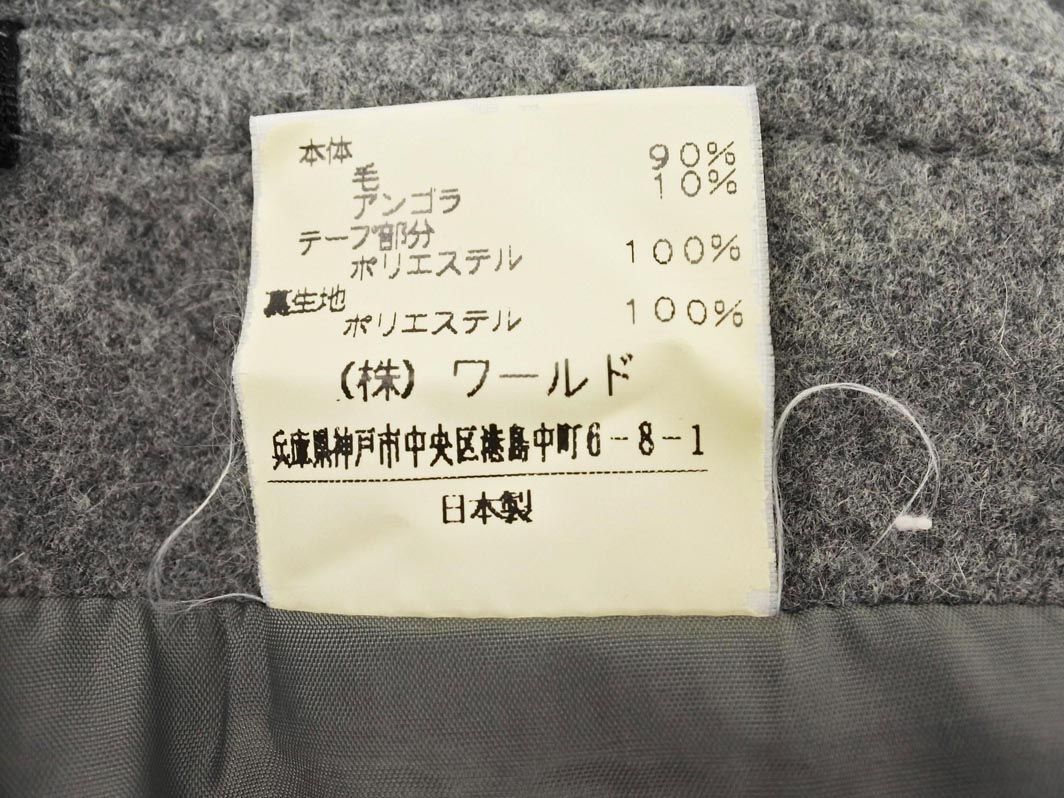 本体
毛 90%
アンゴラ 10%
テープ部分
ポリエステル 100%
裏生地
ポリエステル 100%
(株) ワールド
兵庫県神戸市中央区港島中町6-8-1
日本製